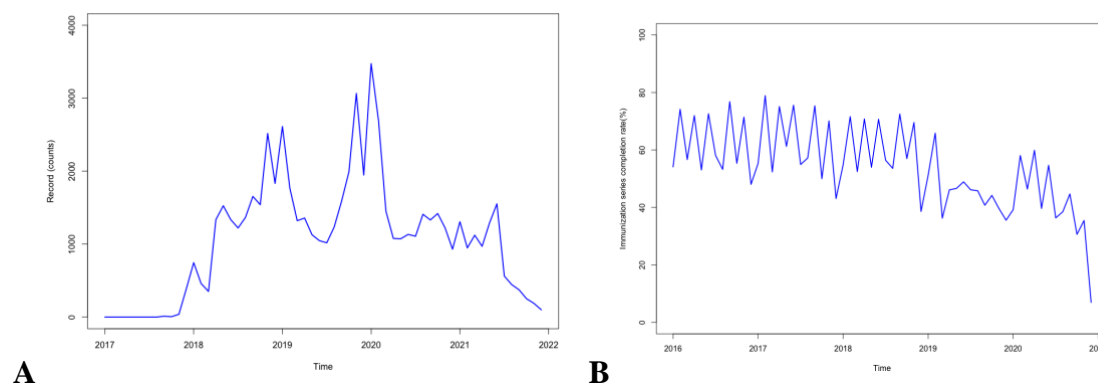 Record (counts)
4000
3000
2000
1000
0
2017 2018 2019 2020 2021 2022
Time
A
Immunization series completion rate(%)
100
80
60
40
20
0
2016 2017 2018 2019 2020
Time
B